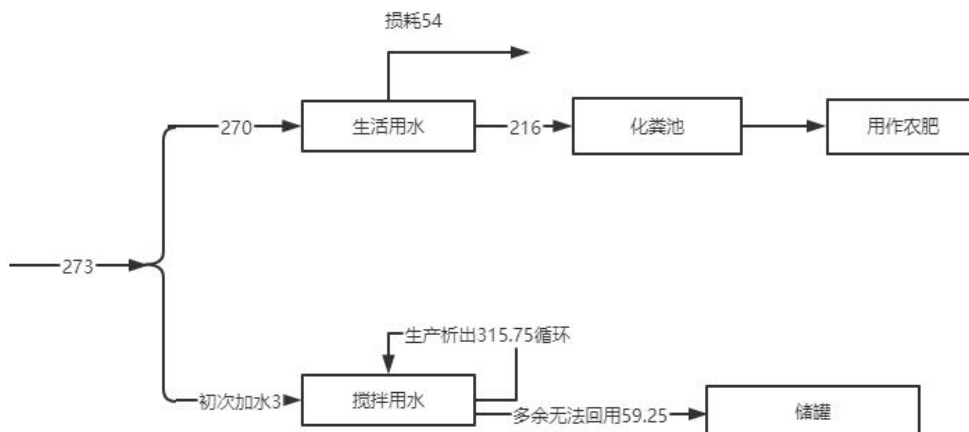 损耗54
270
生活用水
216
化粪池
用作农肥
273
生产析出315.75循环
初次加水3
搅拌用水
多余无法回用59.25
储罐